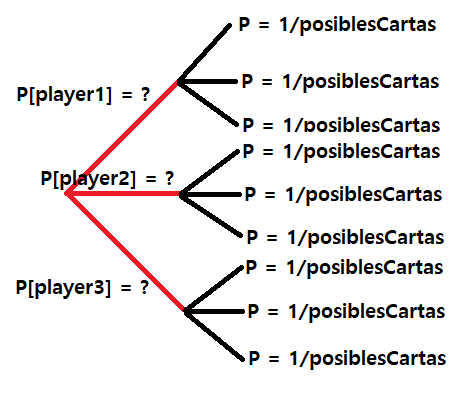 P = 1/posiblesCartas
P = 1/posiblesCartas
P[player1] = ?
P = 1/posiblesCartas
P = 1/posiblesCartas
P[player2] = ?
P = 1/posiblesCartas
P = 1/posiblesCartas
P = 1/posiblesCartas
P[player3] = ?
P = 1/posiblesCartas
P = 1/posiblesCartas